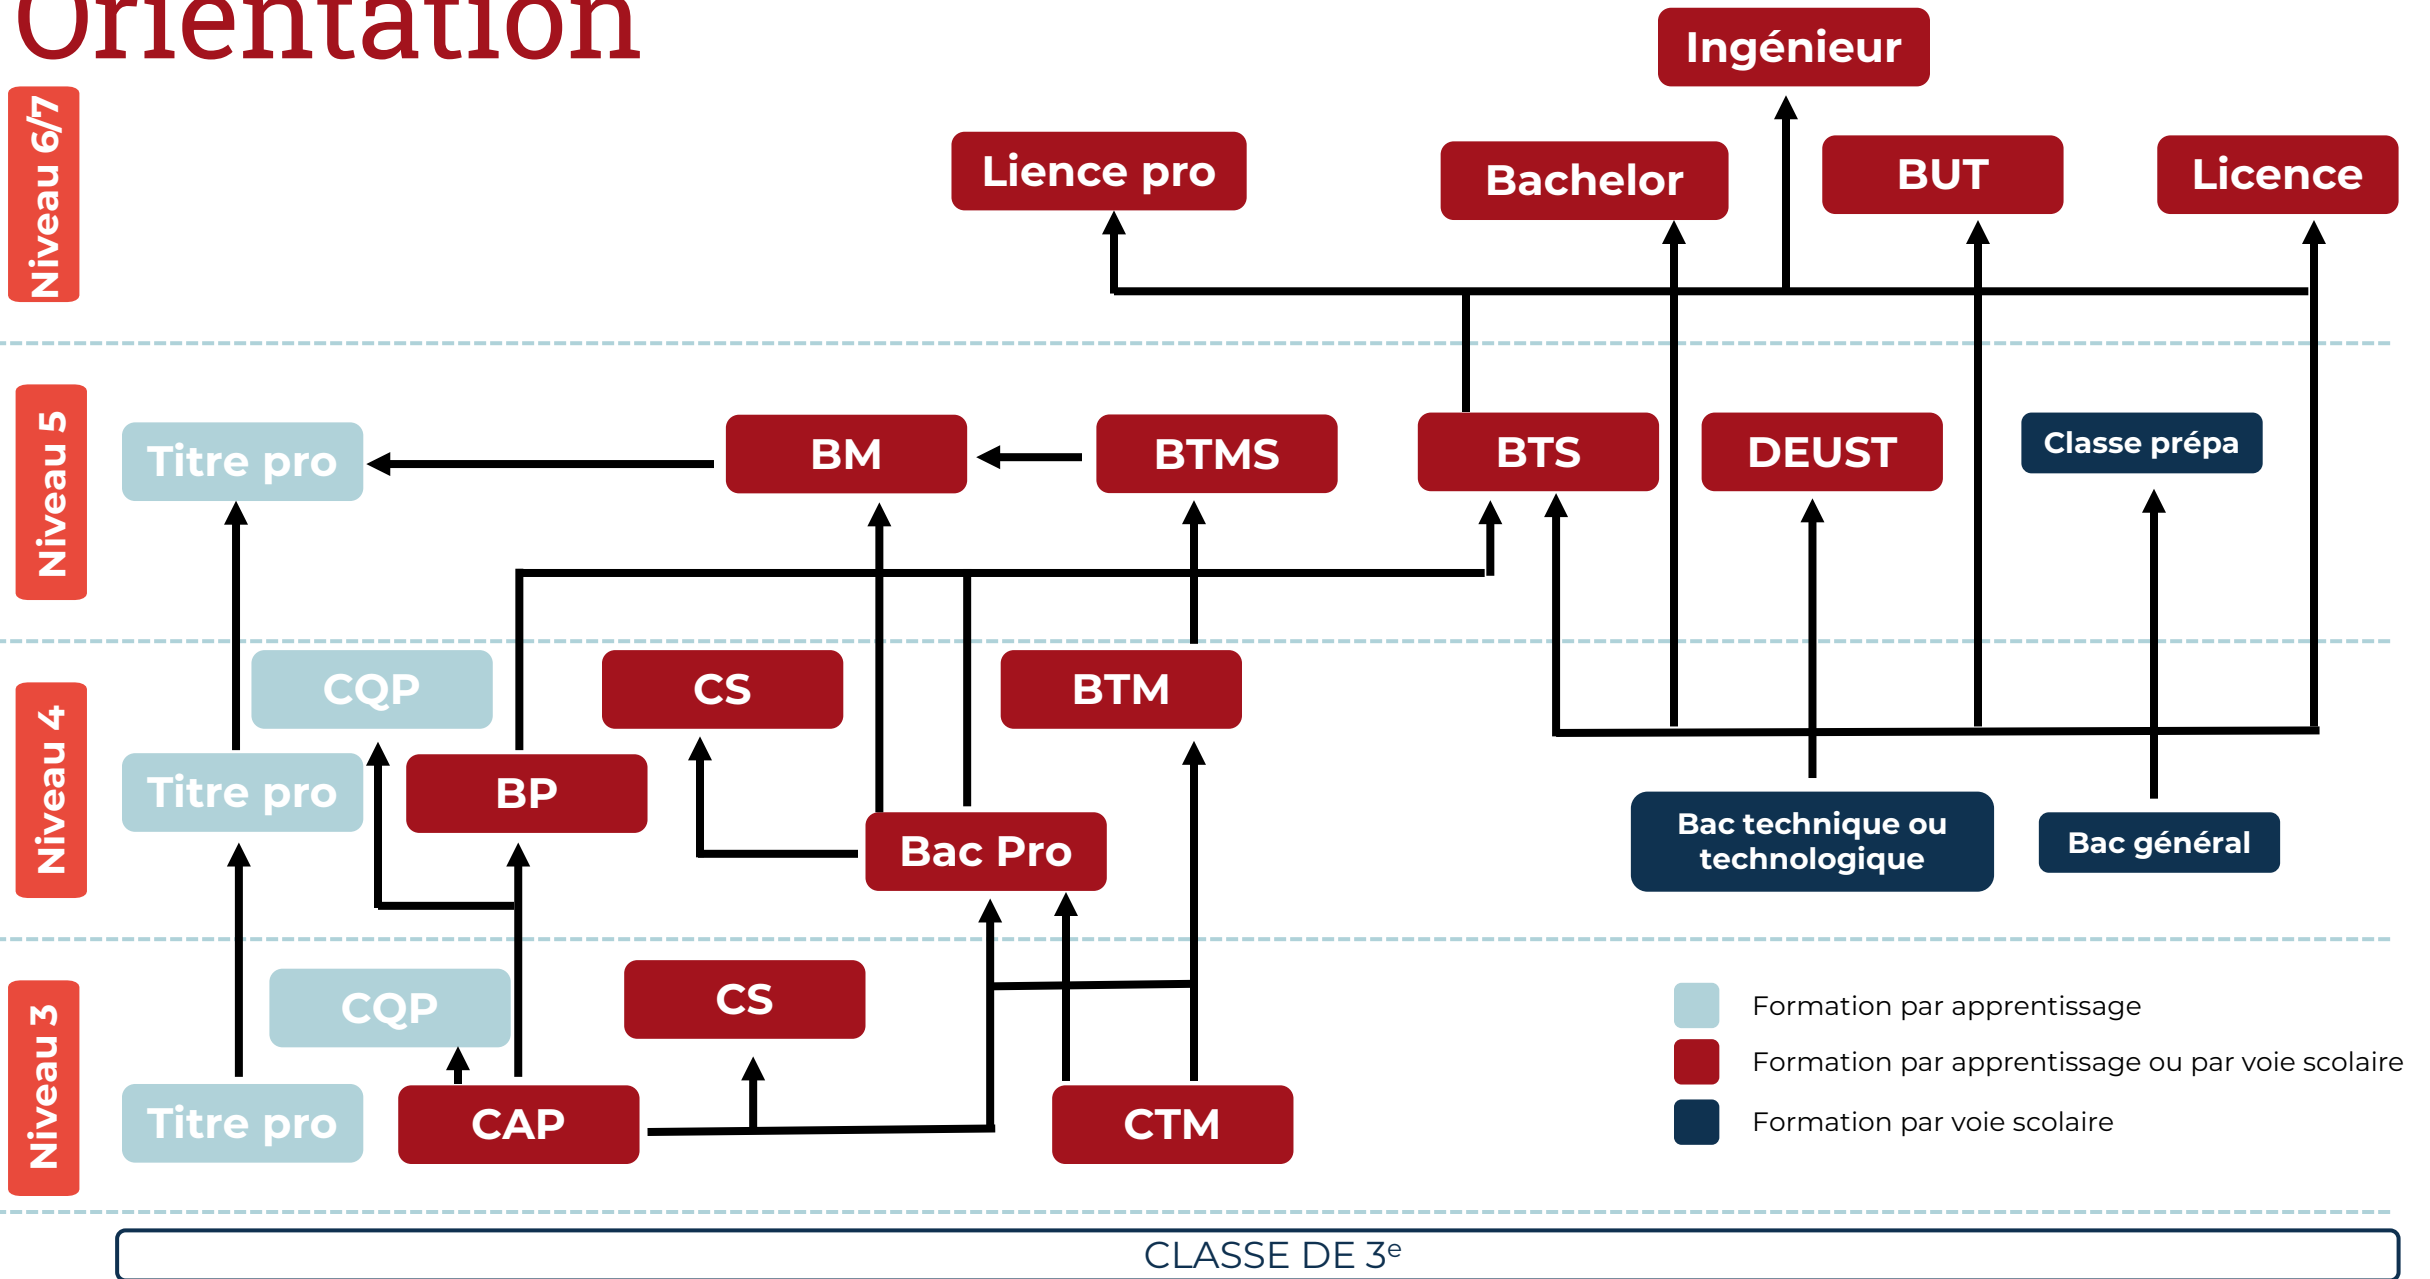 Orientation
Niveau 6/7
Ingénieur
Lience pro
Bachelor
BUT
Licence
Niveau 5
Titre pro
BM
BTMS
BTS
DEUST
Classe prépa
Niveau 4
CQP
CS
BTM
Titre pro
BP
Bac Pro
Bac technique ou
technologique
Bac général
Niveau 3
CQP
CS
Titre pro
CAP
CTM
Formation par apprentissage
Formation par apprentissage ou par voie scolaire
Formation par voie scolaire
CLASSE DE 3e